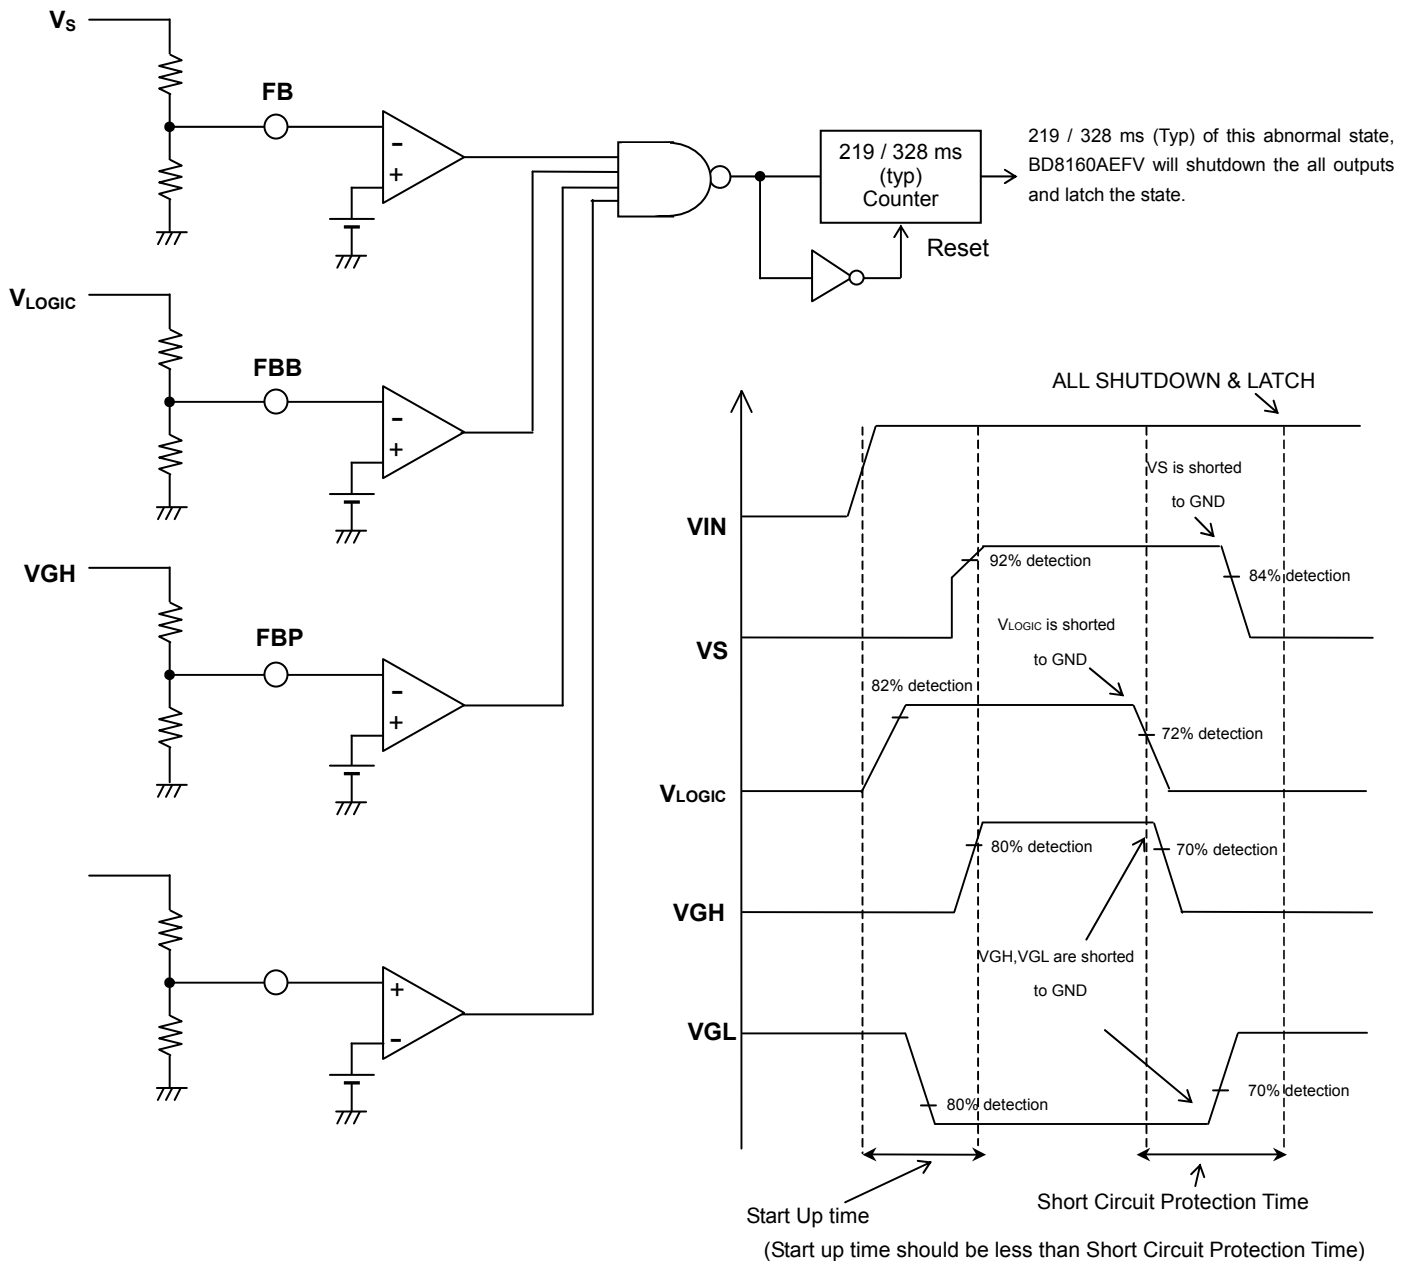 VS
FB
-
+
219 / 328 ms
(typ)
Counter
Reset
219 / 328 ms (Typ) of this abnormal state,
BD8160AEFV will shutdown the all outputs
and latch the state.
VLOGIC
FBB
-
+
VGH
FBP
-
+
+
-
ALL SHUTDOWN & LATCH
VIN
VS is shorted
to GND
92% detection
84% detection
VS
VLOGIC is shorted
to GND
82% detection
72% detection
VLOGIC
80% detection
70% detection
VGH
VGH,VGL are shorted
to GND
VGL
80% detection
70% detection
Start Up time
Short Circuit Protection Time
(Start up time should be less than Short Circuit Protection Time)